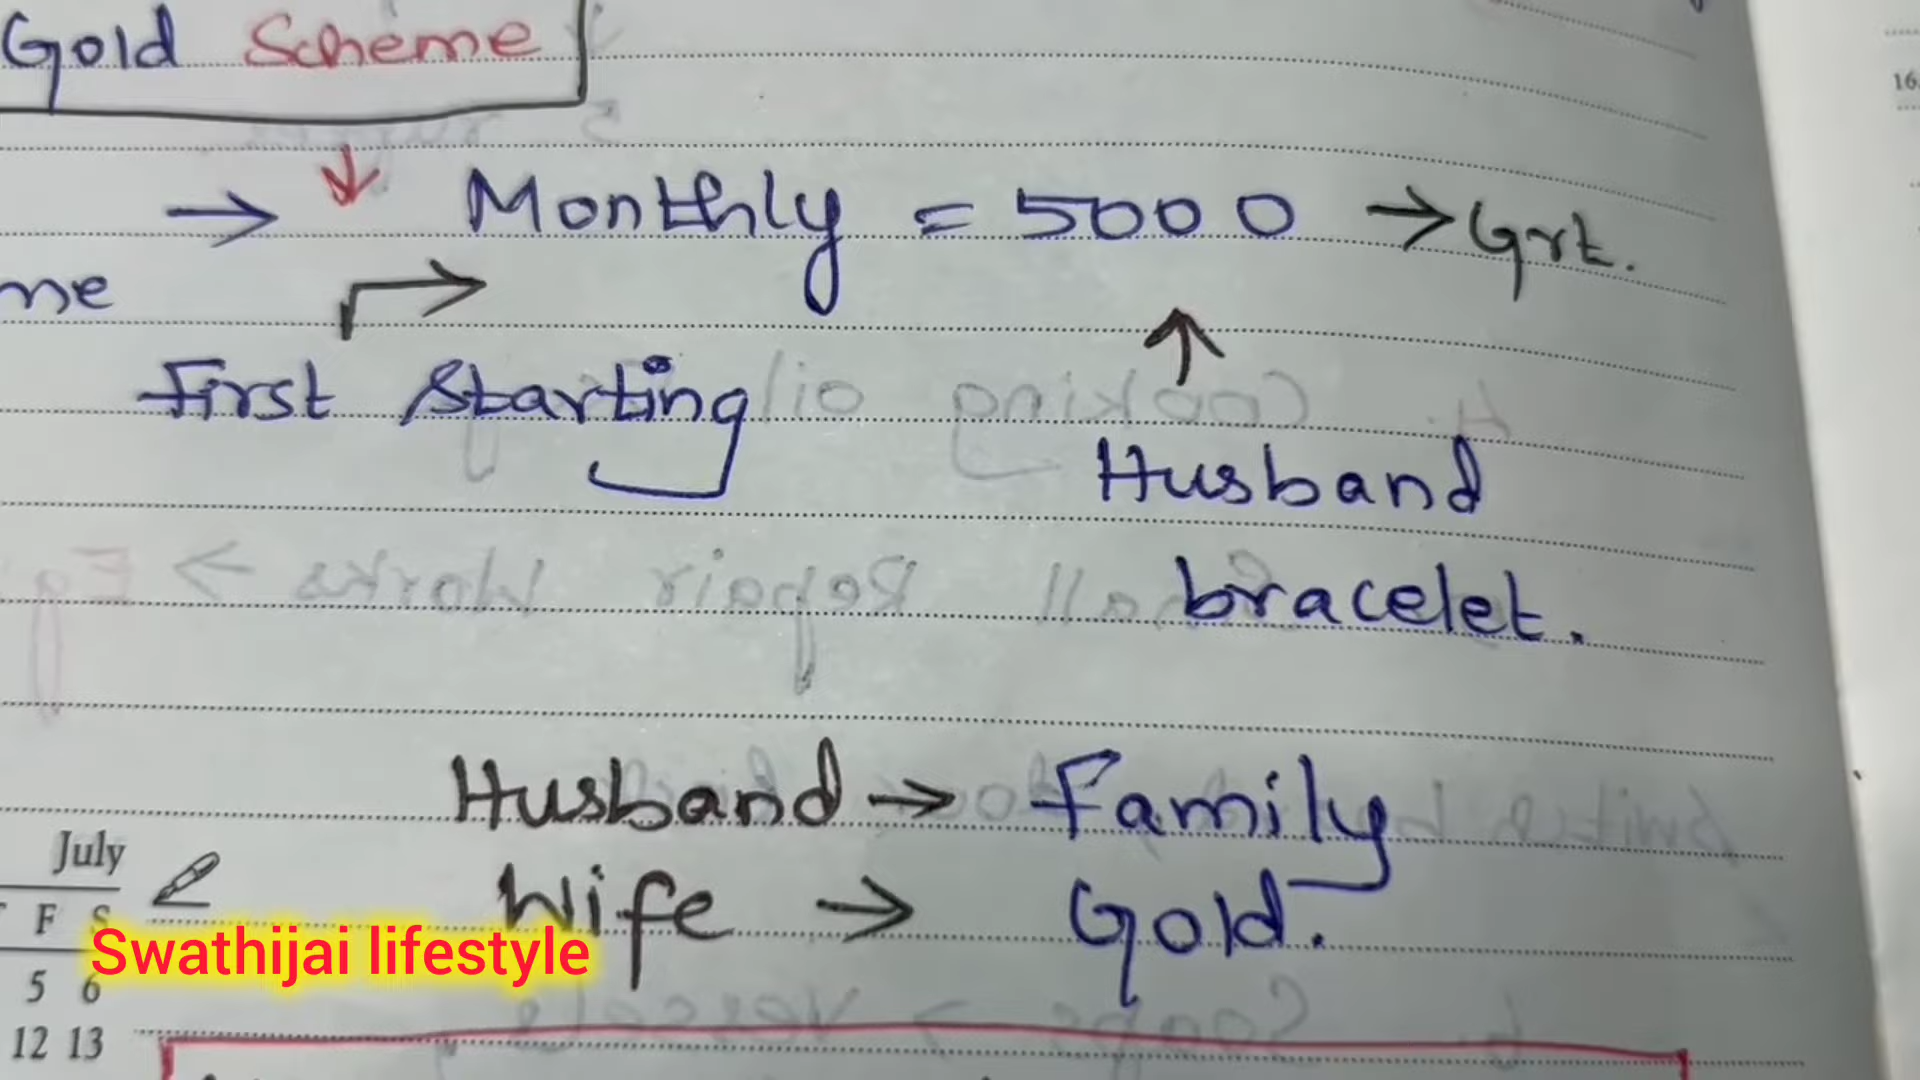 Gold Scheme
→ ↓ Monthly = 5000 → Grt.
me
First Starting
Husband
bracelet.
Husband → Family
Wife → Gold.
July
F S
5 6
12 13
Swathijai lifestyle
16